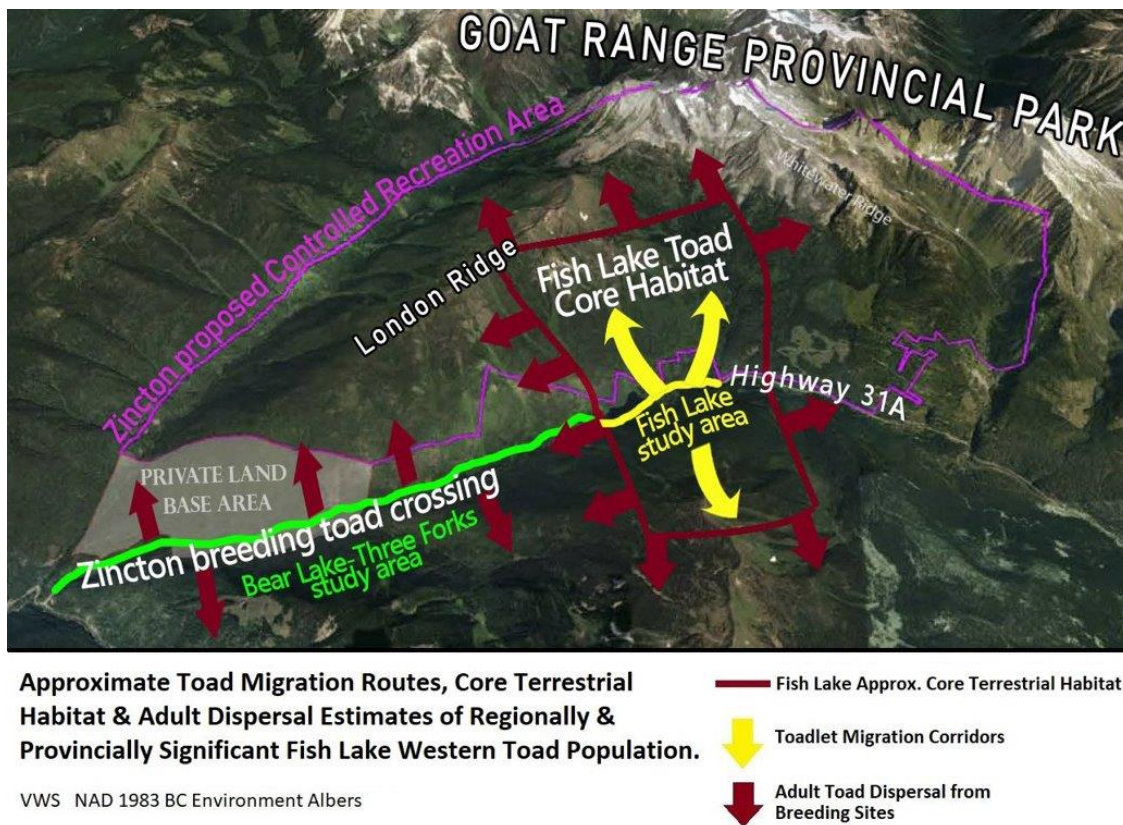 GOAT RANGE PROVINCIAL PARK
Zincton proposed Controlled Recreation Area
Whitewater Ridge
London Ridge
Fish Lake Toad
Core Habitat
Highway 31A
Fish Lake
study area
PRIVATE LAND
BASE AREA
Zincton breeding toad crossing
Bear Lake-Three Forks
study area
Approximate Toad Migration Routes, Core Terrestrial
Habitat & Adult Dispersal Estimates of Regionally &
Provincially Significant Fish Lake Western Toad Population.
VWS NAD 1983 BC Environment Albers
Fish Lake Approx. Core Terrestrial Habitat
Toadlet Migration Corridors
Adult Toad Dispersal from
Breeding Sites